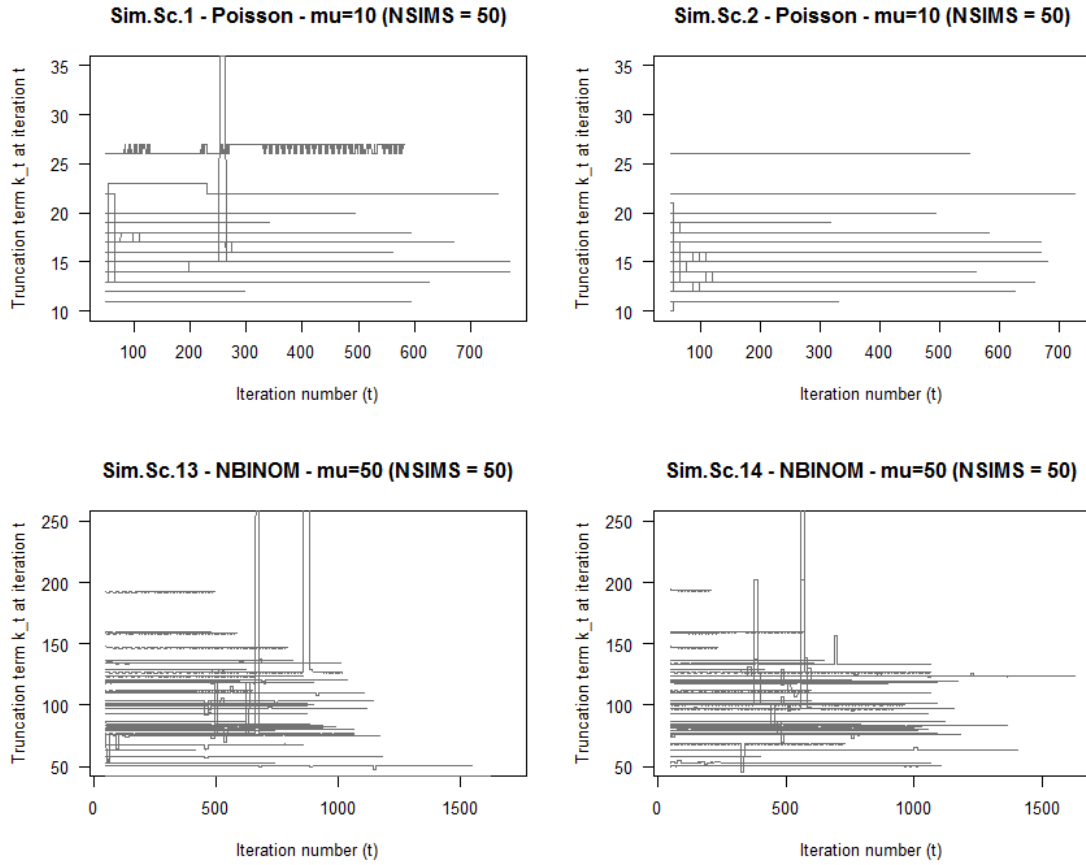 Sim.Sc.1 - Poisson - mu=10 (NSIMS = 50)
Truncation term k_t at iteration t
35
30
25
20
15
10
100 200 300 400 500 600 700
Iteration number (t)
Sim.Sc.2 - Poisson - mu=10 (NSIMS = 50)
Truncation term k_t at iteration t
35
30
25
20
15
10
100 200 300 400 500 600 700
Iteration number (t)
Sim.Sc.13 - NBINOM - mu=50 (NSIMS = 50)
Truncation term k_t at iteration t
250
200
150
100
50
0 500 1000 1500
Iteration number (t)
Sim.Sc.14 - NBINOM - mu=50 (NSIMS = 50)
Truncation term k_t at iteration t
250
200
150
100
50
0 500 1000 1500
Iteration number (t)